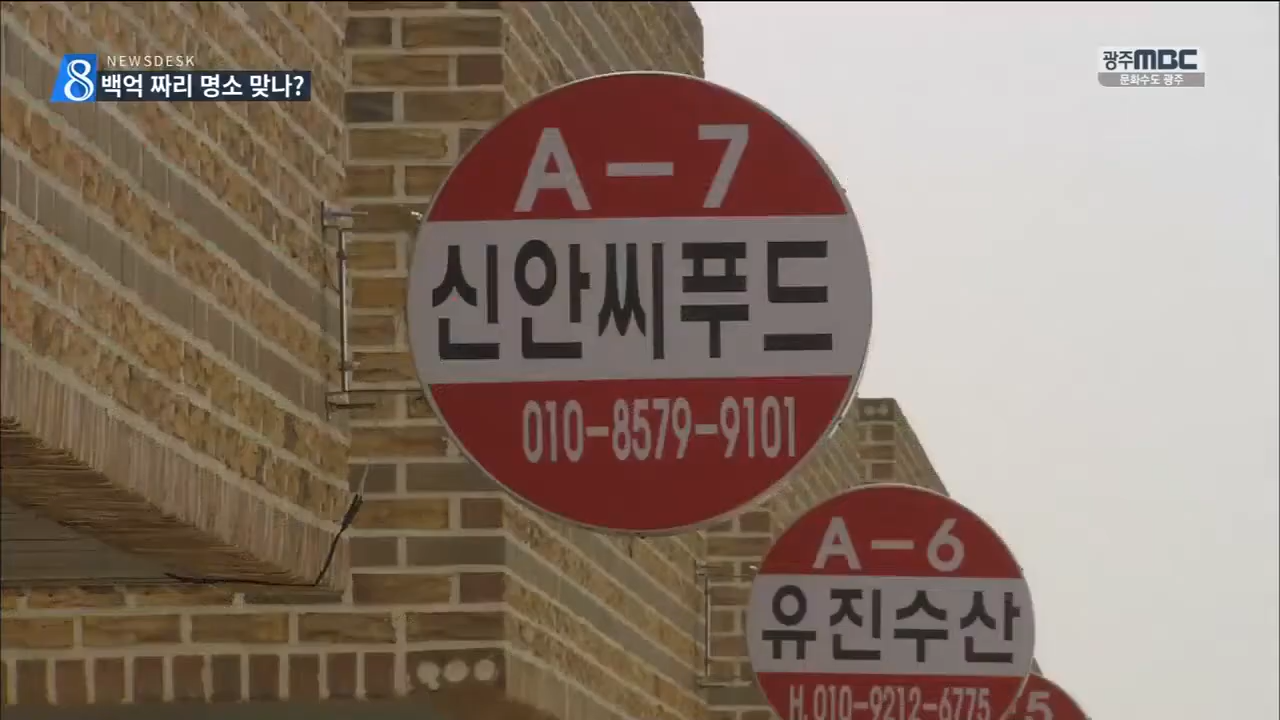 8 NEWSDESK
백억 짜리 명소 맞나?
광주MBC
문화수도 광주
A-7
신안씨푸드
010-8579-9101
A-6
유진수산
H.010-9212-6775
5